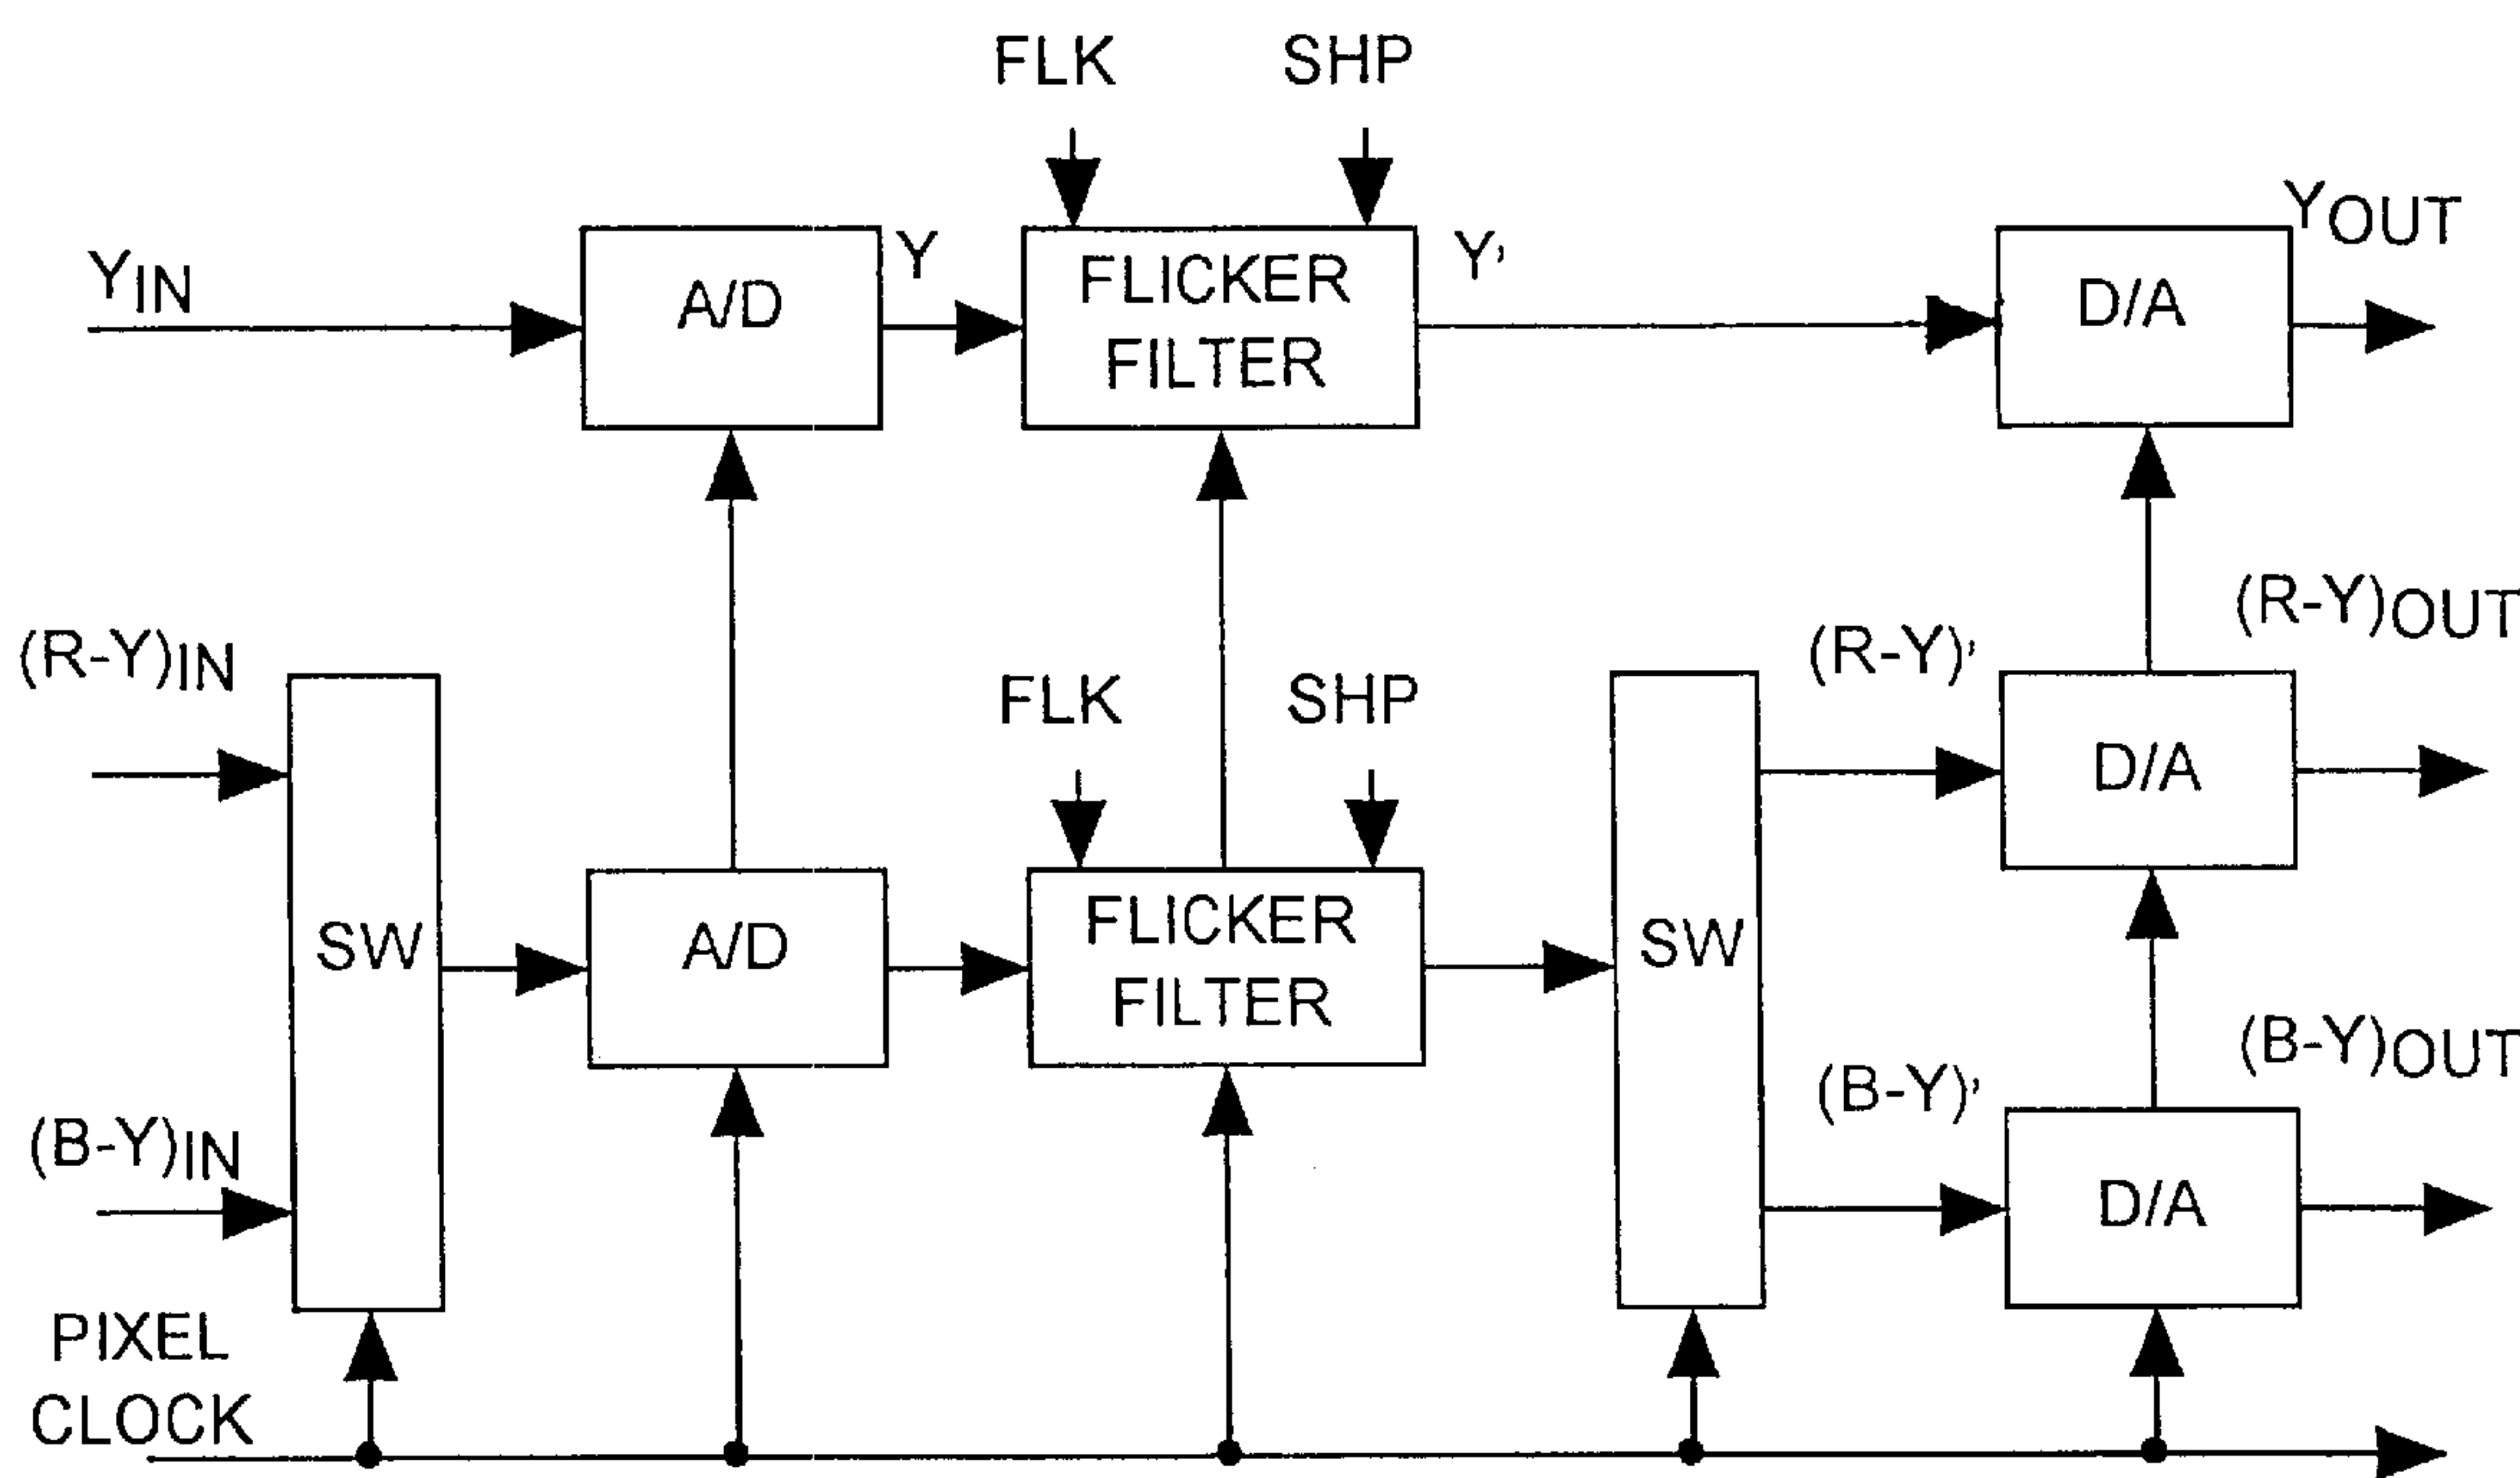 FLK SHP
YIN
A/D
Y
FLICKER
FILTER
Y'
D/A
YOUT
(R-Y)IN
(B-Y)IN
SW
A/D
FLK SHP
FLICKER
FILTER
SW
(R-Y)'
D/A
(R-Y)OUT
(B-Y)'
D/A
(B-Y)OUT
PIXEL
CLOCK